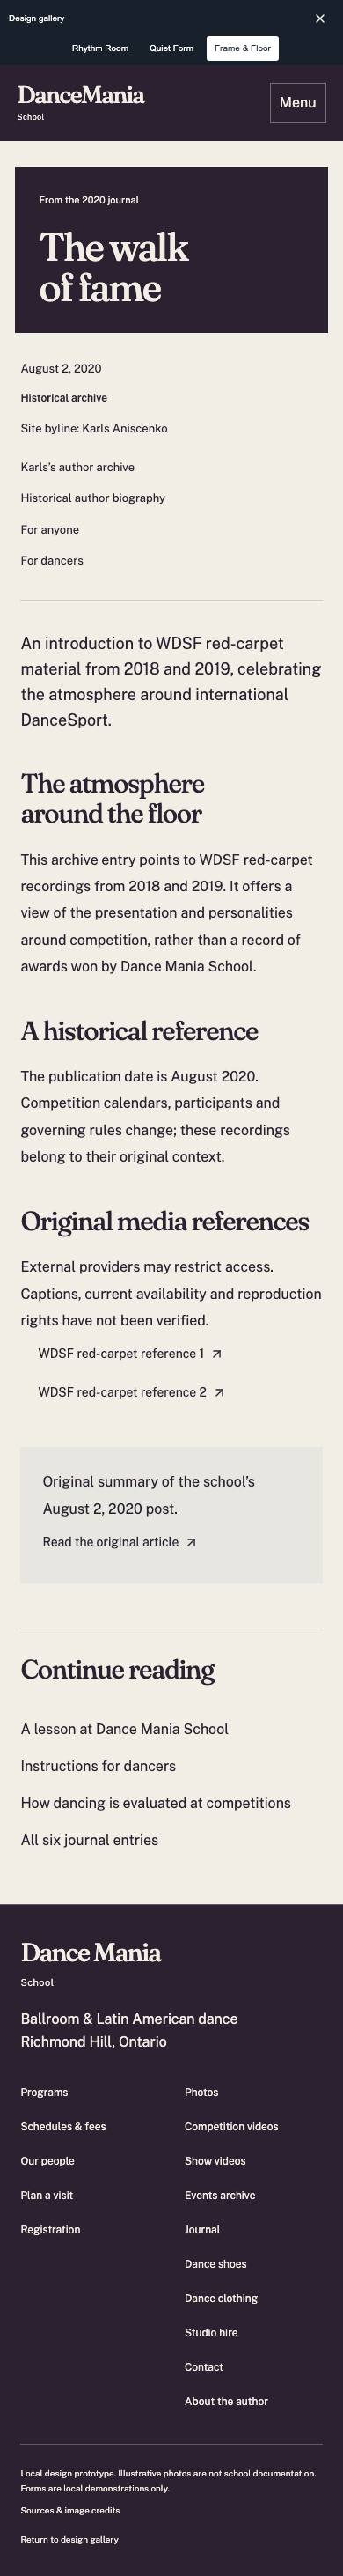 Design gallery
Rhythm Room
Quiet Form
Frame & Floor
DanceMania
School
Menu
From the 2020 journal
The walk
of fame
August 2, 2020
Historical archive
Site byline: Karls Aniscenko
Karls's author archive
Historical author biography
For anyone
For dancers
An introduction to WDSF red-carpet
material from 2018 and 2019, celebrating
the atmosphere around international
DanceSport.
The atmosphere
around the floor
This archive entry points to WDSF red-carpet
recordings from 2018 and 2019. It offers a
view of the presentation and personalities
around competition, rather than a record of
awards won by Dance Mania School.
A historical reference
The publication date is August 2020.
Competition calendars, participants and
governing rules change; these recordings
belong to their original context.
Original media references
External providers may restrict access.
Captions, current availability and reproduction
rights have not been verified.
WDSF red-carpet reference 1
WDSF red-carpet reference 2
Original summary of the school's
August 2, 2020 post.
Read the original article
Continue reading
A lesson at Dance Mania School
Instructions for dancers
How dancing is evaluated at competitions
All six journal entries
Dance Mania
School
Ballroom & Latin American dance
Richmond Hill, Ontario
Programs
Schedules & fees
Our people
Plan a visit
Registration
Photos
Competition videos
Show videos
Events archive
Journal
Dance shoes
Dance clothing
Studio hire
Contact
About the author
Local design prototype. Illustrative photos are not school documentation.
Forms are local demonstrations only.
Sources & image credits
Return to design gallery